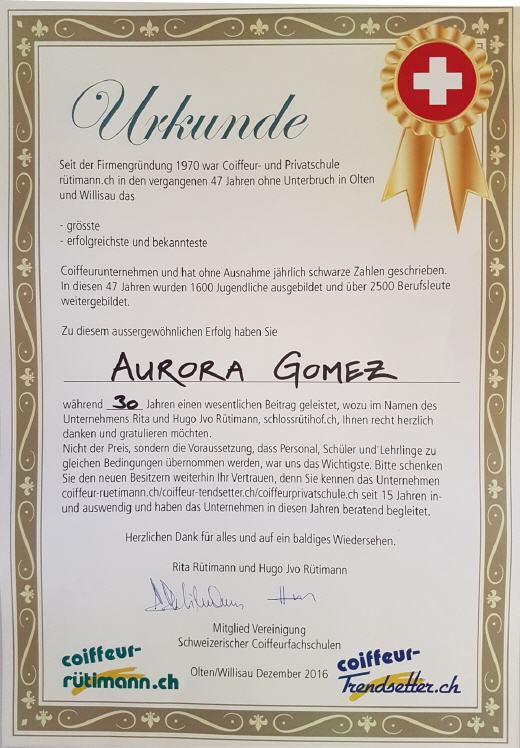 Urkunde
Seit der Firmengründung 1970 war Coiffeur- und Privatschule
rütimann.ch in den vergangenen 47 Jahren ohne Unterbruch in Olten
und Willisau das
- grösste
- erfolgreichste und bekannteste
Coiffeurunternehmen und hat ohne Ausnahme jährlich schwarze Zahlen geschrieben.
In diesen 47 Jahren wurden 1600 Jugendliche ausgebildet und über 2500 Berufsleute
weitergebildet.
Zu diesem aussergewöhnlichen Erfolg haben Sie
AURORA GOMEZ
während 30 Jahren einen wesentlichen Beitrag geleistet, wozu im Namen des
Unternehmens Rita und Hugo Jvo Rütimann, schlossrütihof.ch, Ihnen recht herzlich
danken und gratulieren möchten.
Nicht der Preis, sondern die Voraussetzung, dass Personal, Schüler und Lehrlinge zu
gleichen Bedingungen übernommen werden, war uns das Wichtigste. Bitte schenken
Sie den neuen Besitzern weiterhin Ihr Vertrauen, denn Sie kennen das Unternehmen
coiffeur-ruetimann.ch/coiffeur-tendsetter.ch/coiffeurprivatschule.ch seit 15 Jahren in-
und auswendig und haben das Unternehmen in diesen Jahren beratend begleitet.
Herzlichen Dank für alles und auf ein baldiges Wiedersehen.
Rita Rütimann und Hugo Jvo Rütimann
Mitglied Vereinigung
Schweizerischer Coiffeurfachschulen
coiffeur-
rütimann.ch
Olten/Willisau Dezember 2016
coiffeur-
Trendsetter.ch